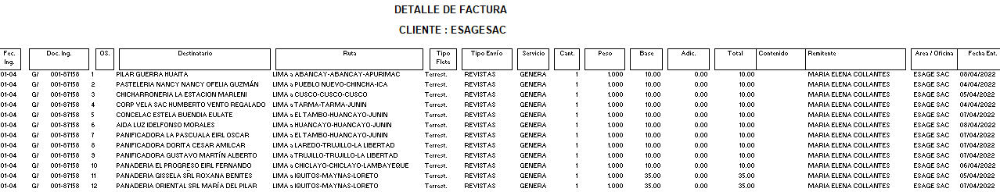 DETALLE DE FACTURA
CLIENTE : ESAGESAC
Fec. Ing. Doc. Ing. OS. Destinatario Ruta Tipo Flete Tipo Envío Servicio Cant. Peso Base Adic. Total Contenido Remitente Area / Oficina Fecha Ent.
01-04 G/ 001-87158 1 PILAR GUERRA HUAITA LIMA a ABANCAY-ABANCAY-APURIMAC Terrest. REVISTAS GENERA 1 1.000 10.00 0.00 10.00 MARIA ELENA COLLANTES ESAGE SAC 08/04/2022
01-04 G/ 001-87158 2 PASTELERIA NANCY NANCY OFELIA GUZMÁN LIMA a PUEBLO NUEVO-CHINCHA-ICA Terrest. REVISTAS GENERA 1 1.000 10.00 0.00 10.00 MARIA ELENA COLLANTES ESAGE SAC 04/04/2022
01-04 G/ 001-87158 3 CHICHARRONERIA LA ESTACION MARLENI LIMA a CUSCO-CUSCO-CUSCO Terrest. REVISTAS GENERA 1 1.000 10.00 0.00 10.00 MARIA ELENA COLLANTES ESAGE SAC 05/04/2022
01-04 G/ 001-87158 4 CORP VELA SAC HUMBERTO VENTO REGALADO LIMA a TARMA-TARMA-JUNIN Terrest. REVISTAS GENERA 1 1.000 10.00 0.00 10.00 MARIA ELENA COLLANTES ESAGE SAC 04/04/2022
01-04 G/ 001-87158 5 CONCELAC ESTELA BUENDIA EULATE LIMA a EL TAMBO-HUANCAYO-JUNIN Terrest. REVISTAS GENERA 1 1.000 10.00 0.00 10.00 MARIA ELENA COLLANTES ESAGE SAC 07/04/2022
01-04 G/ 001-87158 6 AIDA LUZ IDELFONSO MORALES LIMA a HUANCAYO-HUANCAYO-JUNIN Terrest. REVISTAS GENERA 1 1.000 10.00 0.00 10.00 MARIA ELENA COLLANTES ESAGE SAC 08/04/2022
01-04 G/ 001-87158 7 PANIFICADORA LA PASCUALA EIRL OSCAR LIMA a EL TAMBO-HUANCAYO-JUNIN Terrest. REVISTAS GENERA 1 1.000 10.00 0.00 10.00 MARIA ELENA COLLANTES ESAGE SAC 07/04/2022
01-04 G/ 001-87158 8 PANIFICADORA DORITA CESAR AMILCAR LIMA a LAREDO-TRUJILLO-LA LIBERTAD Terrest. REVISTAS GENERA 1 1.000 10.00 0.00 10.00 MARIA ELENA COLLANTES ESAGE SAC 07/04/2022
01-04 G/ 001-87158 9 PANIFICADORA GUSTAVO MARTÍN ALBERTO LIMA a TRUJILLO-TRUJILLO-LA LIBERTAD Terrest. REVISTAS GENERA 1 1.000 10.00 0.00 10.00 MARIA ELENA COLLANTES ESAGE SAC 07/04/2022
01-04 G/ 001-87158 10 PANADERIA EL PROGRESO EIRL FERNANDO LIMA a CHICLAYO-CHICLAYO-LAMBAYEQUE Terrest. REVISTAS GENERA 1 1.000 10.00 0.00 10.00 MARIA ELENA COLLANTES ESAGE SAC 06/04/2022
01-04 G/ 001-87158 11 PANADERIA GISSELA SRL ROXANA BENITES LIMA a IQUITOS-MAYNAS-LORETO Terrest. REVISTAS GENERA 1 1.000 35.00 0.00 35.00 MARIA ELENA COLLANTES ESAGE SAC 05/04/2022
01-04 G/ 001-87158 12 PANADERIA ORIENTAL SRL MARÍA DEL PILAR LIMA a IQUITOS-MAYNAS-LORETO Terrest. REVISTAS GENERA 1 1.000 35.00 0.00 35.00 MARIA ELENA COLLANTES ESAGE SAC 07/04/2022